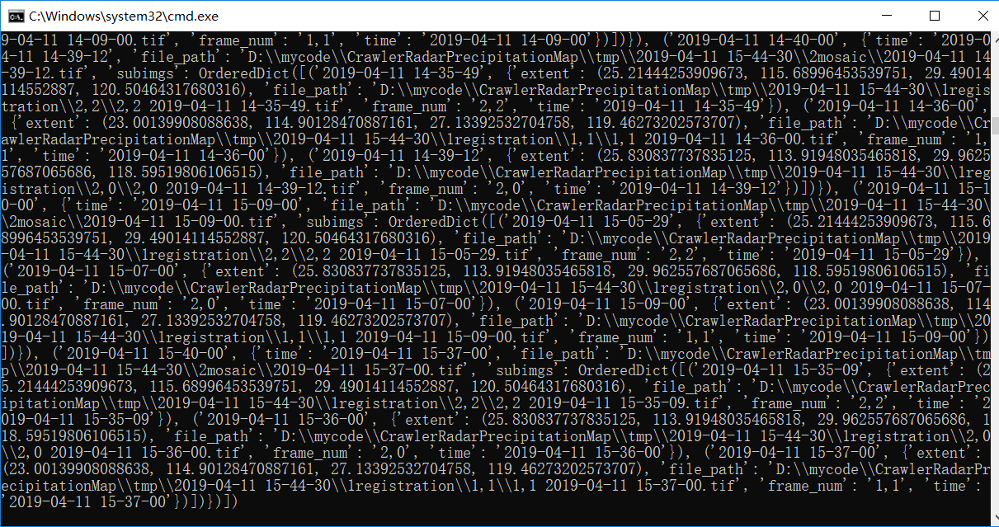 C:\Windows\system32\cmd.exe
9-04-11 14-09-00.tif', 'frame_num': '1,1', 'time': '2019-04-11 14-09-00'})])}), ('2019-04-11 14-40-00', {'time': '2019-0
4-11 14-39-12', 'file_path': 'D:\\mycode\\CrawlerRadarPrecipitationMap\\tmp\\2019-04-11 15-44-30\\2mosaic\\2019-04-11 14
-39-12.tif', 'subimgs': OrderedDict([('2019-04-11 14-35-49', {'extent': (25.21444253909673, 115.68996453539751, 29.49014
114552887, 120.50464317680316), 'file_path': 'D:\\mycode\\CrawlerRadarPrecipitationMap\\tmp\\2019-04-11 15-44-30\\1regis
tration\\2,2\\2,2 2019-04-11 14-35-49.tif', 'frame_num': '2,2', 'time': '2019-04-11 14-35-49'}), ('2019-04-11 14-36-00',
 {'extent': (23.00139908088638, 114.90128470887161, 27.13392532704758, 119.46273202573707), 'file_path': 'D:\\mycode\\Cr
awlerRadarPrecipitationMap\\tmp\\2019-04-11 15-44-30\\1registration\\1,1\\1,1 2019-04-11 14-36-00.tif', 'frame_num': '1,
1', 'time': '2019-04-11 14-36-00'}), ('2019-04-11 14-39-12', {'extent': (25.830837737835125, 113.91948035465818, 29.9625
57687065686, 118.59519806106515), 'file_path': 'D:\\mycode\\CrawlerRadarPrecipitationMap\\tmp\\2019-04-11 15-44-30\\1reg
istration\\2,0\\2,0 2019-04-11 14-39-12.tif', 'frame_num': '2,0', 'time': '2019-04-11 14-39-12'})])}), ('2019-04-11 15-1
0-00', {'time': '2019-04-11 15-09-00', 'file_path': 'D:\\mycode\\CrawlerRadarPrecipitationMap\\tmp\\2019-04-11 15-44-30\
\2mosaic\\2019-04-11 15-09-00.tif', 'subimgs': OrderedDict([('2019-04-11 15-05-29', {'extent': (25.21444253909673, 115.6
8996453539751, 29.49014114552887, 120.50464317680316), 'file_path': 'D:\\mycode\\CrawlerRadarPrecipitationMap\\tmp\\2019
-04-11 15-44-30\\1registration\\2,2\\2,2 2019-04-11 15-05-29.tif', 'frame_num': '2,2', 'time': '2019-04-11 15-05-29'}),
('2019-04-11 15-07-00', {'extent': (25.830837737835125, 113.91948035465818, 29.962557687065686, 118.59519806106515), 'fi
le_path': 'D:\\mycode\\CrawlerRadarPrecipitationMap\\tmp\\2019-04-11 15-44-30\\1registration\\2,0\\2,0 2019-04-11 15-07-
00.tif', 'frame_num': '2,0', 'time': '2019-04-11 15-07-00'}), ('2019-04-11 15-09-00', {'extent': (23.00139908088638, 114
.90128470887161, 27.13392532704758, 119.46273202573707), 'file_path': 'D:\\mycode\\CrawlerRadarPrecipitationMap\\tmp\\20
19-04-11 15-44-30\\1registration\\1,1\\1,1 2019-04-11 15-09-00.tif', 'frame_num': '1,1', 'time': '2019-04-11 15-09-00'})
])}), ('2019-04-11 15-40-00', {'time': '2019-04-11 15-37-00', 'file_path': 'D:\\mycode\\CrawlerRadarPrecipitationMap\\tm
p\\2019-04-11 15-44-30\\2mosaic\\2019-04-11 15-37-00.tif', 'subimgs': OrderedDict([('2019-04-11 15-35-09', {'extent': (2
5.21444253909673, 115.68996453539751, 29.49014114552887, 120.50464317680316), 'file_path': 'D:\\mycode\\CrawlerRadarPrec
ipitationMap\\tmp\\2019-04-11 15-44-30\\1registration\\2,2\\2,2 2019-04-11 15-35-09.tif', 'frame_num': '2,2', 'time': '2
019-04-11 15-35-09'}), ('2019-04-11 15-36-00', {'extent': (25.830837737835125, 113.91948035465818, 29.962557687065686, 1
18.59519806106515), 'file_path': 'D:\\mycode\\CrawlerRadarPrecipitationMap\\tmp\\2019-04-11 15-44-30\\1registration\\2,0
\\2,0 2019-04-11 15-36-00.tif', 'frame_num': '2,0', 'time': '2019-04-11 15-36-00'}), ('2019-04-11 15-37-00', {'extent':
(23.00139908088638, 114.90128470887161, 27.13392532704758, 119.46273202573707), 'file_path': 'D:\\mycode\\CrawlerRadarPr
ecipitationMap\\tmp\\2019-04-11 15-44-30\\1registration\\1,1\\1,1 2019-04-11 15-37-00.tif', 'frame_num': '1,1', 'time':
'2019-04-11 15-37-00'})])})])